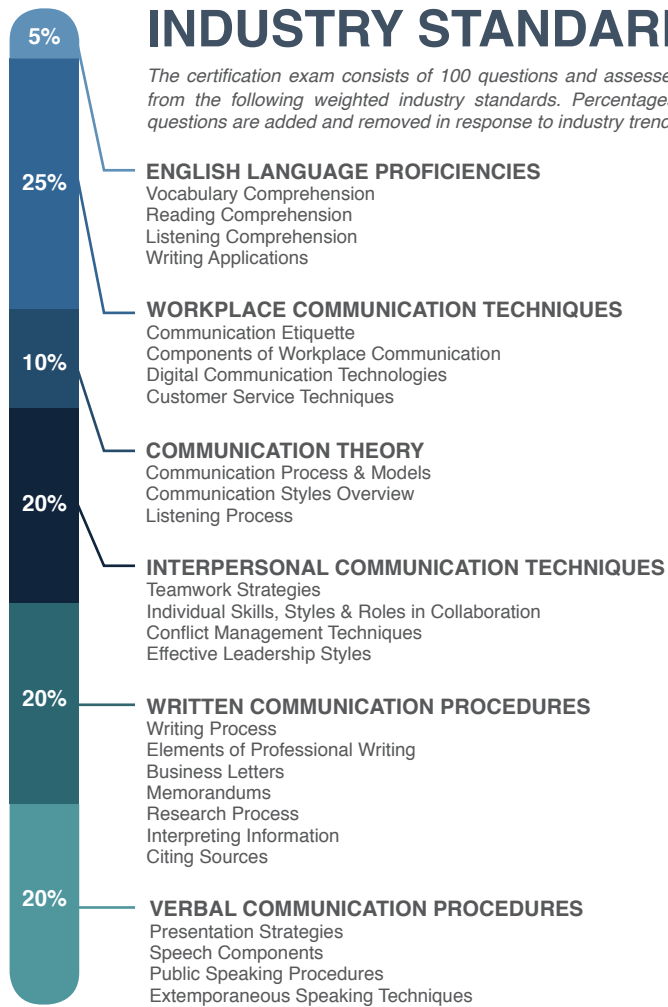 INDUSTRY STANDAR
The certification exam consists of 100 questions and assesse
from the following weighted industry standards. Percentage
questions are added and removed in response to industry tren
5%
ENGLISH LANGUAGE PROFICIENCIES
Vocabulary Comprehension
Reading Comprehension
Listening Comprehension
Writing Applications
25%
WORKPLACE COMMUNICATION TECHNIQUES
Communication Etiquette
Components of Workplace Communication
Digital Communication Technologies
Customer Service Techniques
10%
COMMUNICATION THEORY
Communication Process & Models
Communication Styles Overview
Listening Process
20%
INTERPERSONAL COMMUNICATION TECHNIQUES
Teamwork Strategies
Individual Skills, Styles & Roles in Collaboration
Conflict Management Techniques
Effective Leadership Styles
20%
WRITTEN COMMUNICATION PROCEDURES
Writing Process
Elements of Professional Writing
Business Letters
Memorandums
Research Process
Interpreting Information
Citing Sources
20%
VERBAL COMMUNICATION PROCEDURES
Presentation Strategies
Speech Components
Public Speaking Procedures
Extemporaneous Speaking Techniques